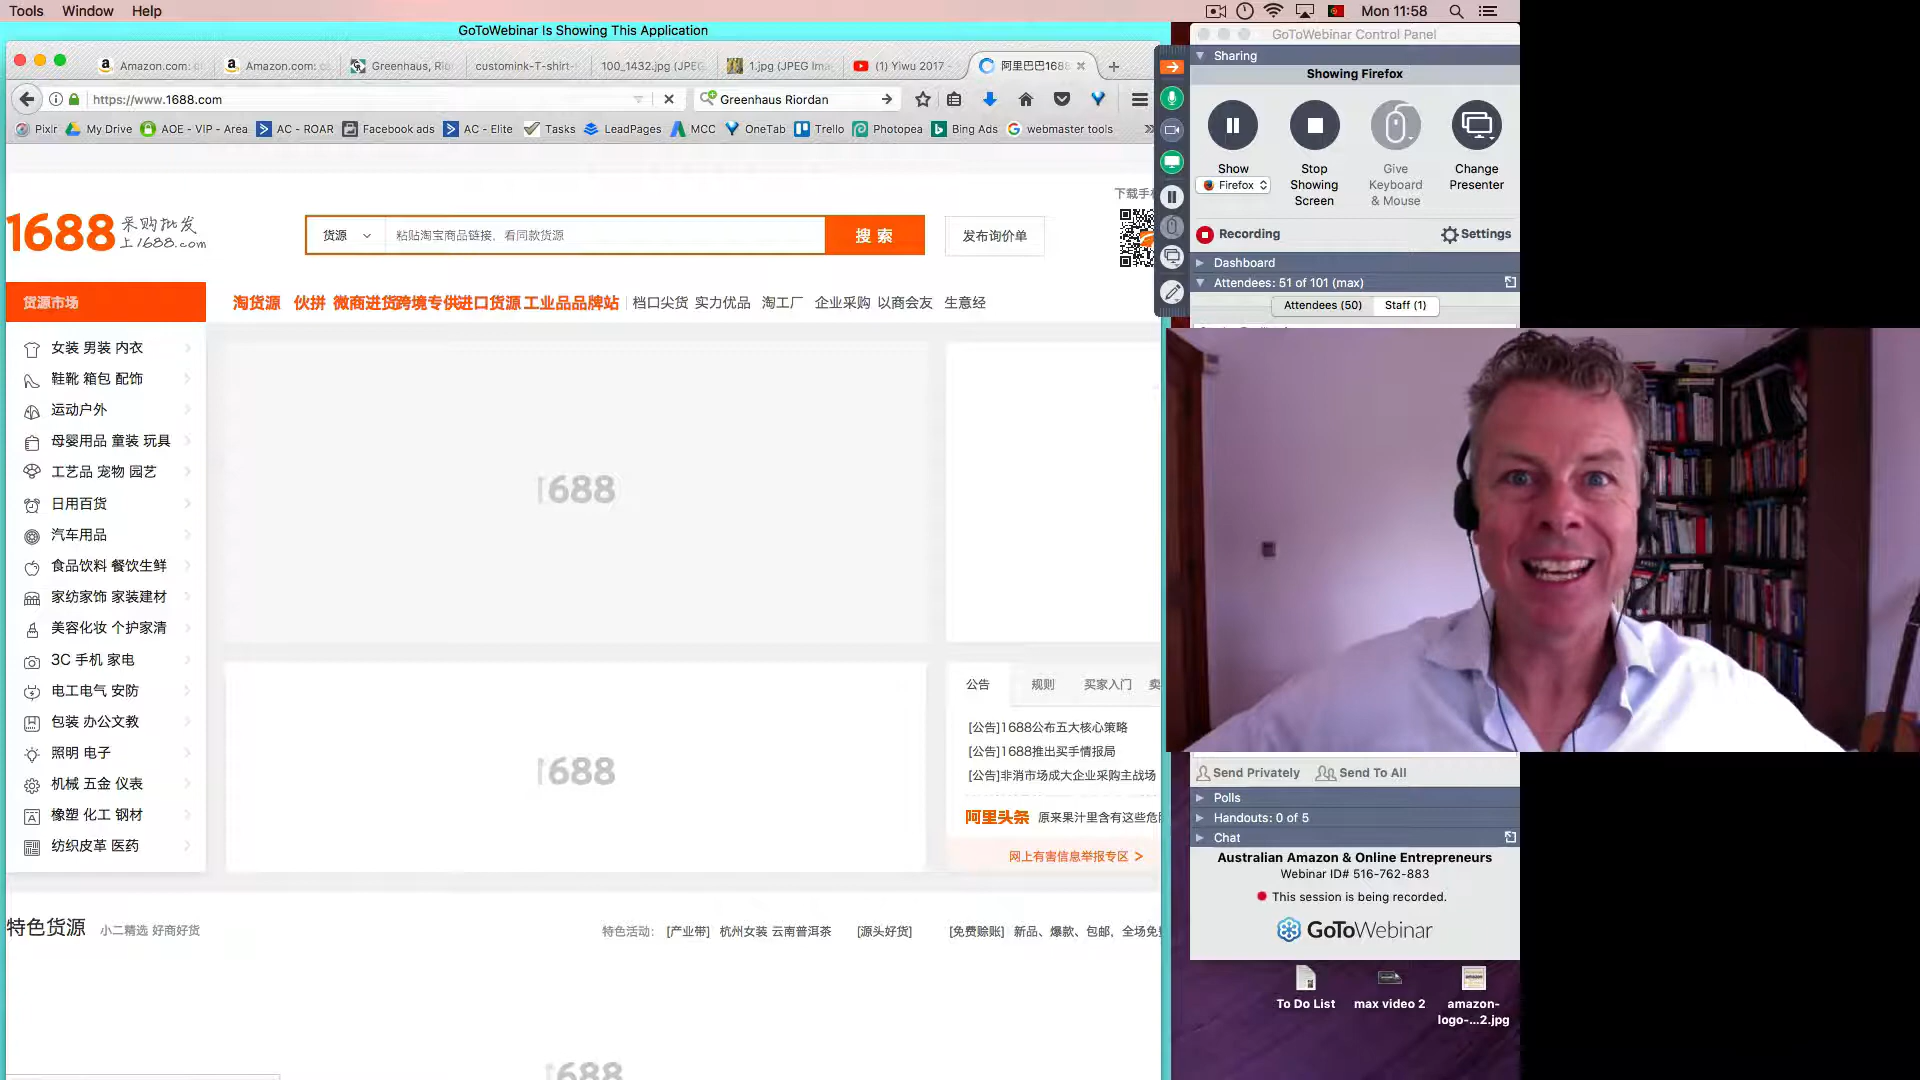 Tools Window Help
Mon 11:58
GoToWebinar Is Showing This Application
Amazon.com:
Amazon.com:
Greenhaus, Rio
customink-T-shirt-
100_1432.jpg (JPEG
1.jpg (JPEG Ima
(1) Yiwu 2017 -
阿里巴巴1688
https://www.1688.com
Greenhaus Riordan
Pixlr
My Drive
AOE - VIP - Area
AC - ROAR
Facebook ads
AC - Elite
Tasks
LeadPages
MCC
OneTab
Trello
Photopea
Bing Ads
webmaster tools
下载手机
1688 采购批发
上1688.com
货源
粘贴淘宝商品链接，看同款货源
搜索
发布询价单
货源市场
淘货源 伙拼 微商进货 跨境专供 进口货源 工业品品牌站 档口尖货 实力优品 淘工厂 企业采购 以商会友 生意经
女装 男装 内衣
鞋靴 箱包 配饰
运动户外
母婴用品 童装 玩具
工艺品 宠物 园艺
日用百货
汽车用品
食品饮料 餐饮生鲜
家纺家饰 家装建材
美容化妆 个护家清
3C 手机 家电
电工电气 安防
包装 办公文教
照明 电子
机械 五金 仪表
橡塑 化工 钢材
纺织皮革 医药
1688
1688
公告 规则 买家入门 卖
[公告]1688公布五大核心策略
[公告]1688推出买手情报局
[公告]非消市场成大企业采购主战场
阿里头条 原来果汁里含有这些危
网上有害信息举报专区 >
特色货源 小二精选 好商好货
特色活动： [产业带] 杭州女装 云南普洱茶 [源头好货] [免费赊账] 新品、爆款、包邮，全场免
1688
GoToWebinar Control Panel
Sharing
Showing Firefox
Show
Firefox
Stop Showing Screen
Give Keyboard & Mouse
Change Presenter
Recording
Settings
Dashboard
Attendees: 51 of 101 (max)
Attendees (50)
Staff (1)
Send Privately
Send To All
Polls
Handouts: 0 of 5
Chat
Australian Amazon & Online Entrepreneurs
Webinar ID# 516-762-883
This session is being recorded.
GoToWebinar
To Do List
max video 2
amazon-
logo-...2.jpg